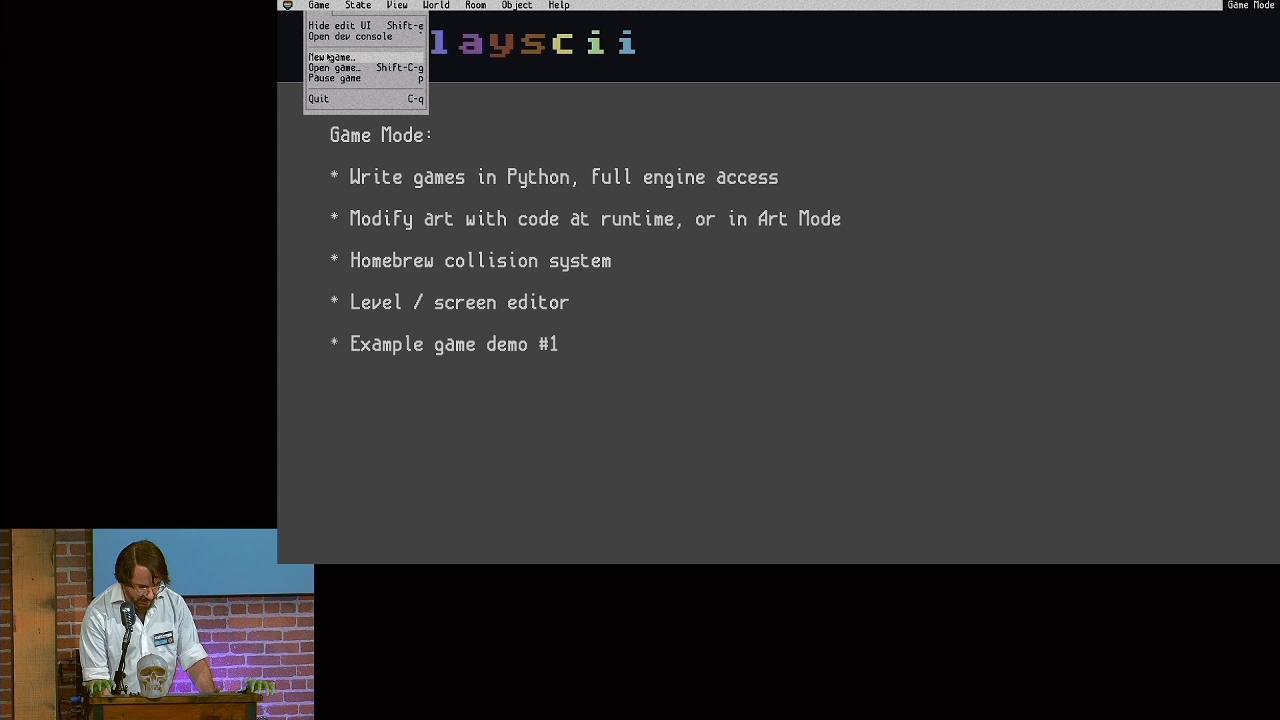 Game State View World Room Object Help Game Mode
Hide edit UI Shift-e
Open dev console `
New game…
Open game… Shift-C-g
Pause game p
Quit C-q
layscii
Game Mode:
* Write games in Python, full engine access
* Modify art with code at runtime, or in Art Mode
* Homebrew collision system
* Level / screen editor
* Example game demo #1